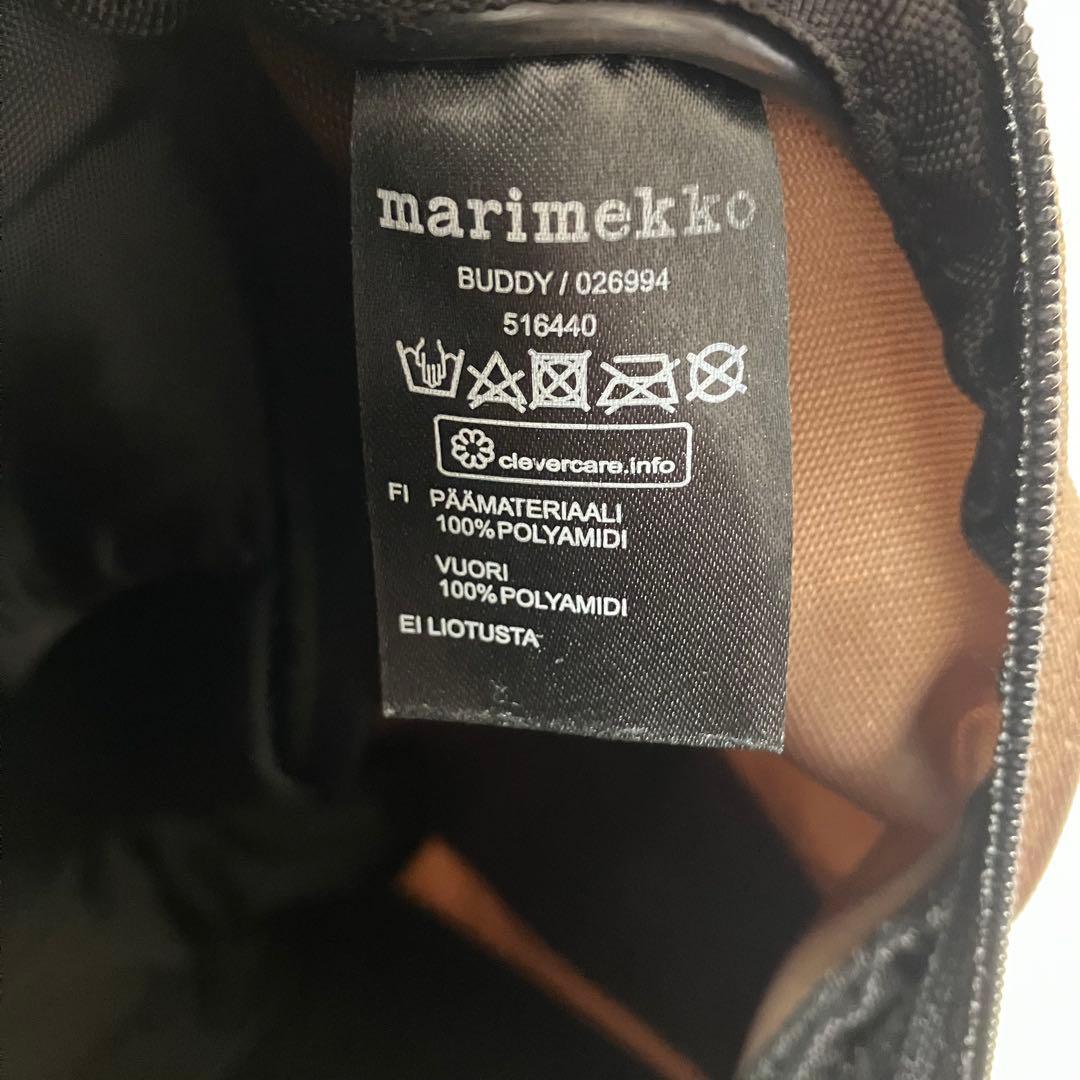 marimekko
BUDDY / 026994
516440
clevercare.info
FI PÄÄMATERIAALI
100% POLYAMIDI
VUORI
100% POLYAMIDI
EI LIOTUSTA